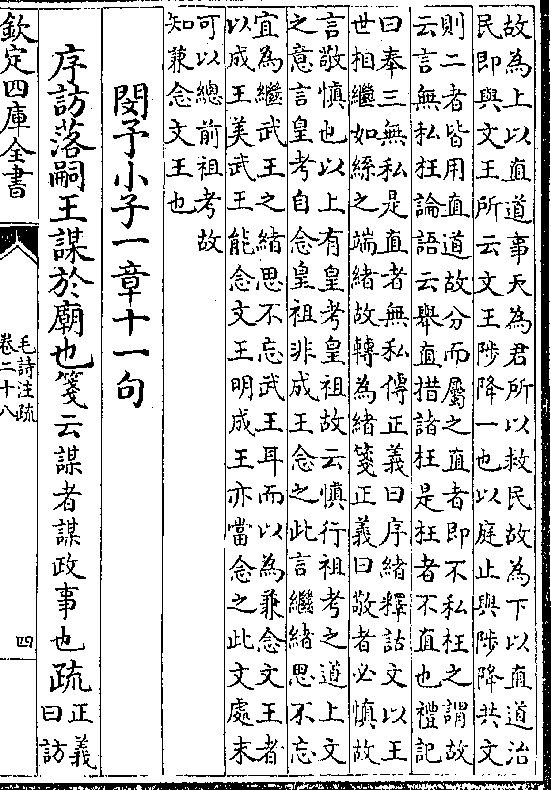 故為上以直道事天為君所以救民故為下以直道治
民即與文王所云文王陟降一也以庭止與陟降共文
則二者皆用直道故分而屬之直者即不私枉之謂故
云言無私枉論語云舉直措諸枉是枉者不直也禮記
曰奉三無私是直者無私傳正義曰序緒釋詁文以王
世相繼如絲之端緒故轉為緒箋正義曰敬者必慎故
言敬慎也以上有皇考皇祖故云慎行祖考之道上文
之意言皇考自念皇祖非成王念之此言繼緒思不忘
宜為繼武王之緒思不忘武王耳而以為兼念文王者
以成王美武王能念文王明成王亦當念之此文處末
可以總前祖考故
知兼念文王也
閔予小子一章十一句
序訪落嗣王謀於廟也箋云謀者謀政事也疏正義
曰訪
欽定四庫全書
毛詩注疏
卷二十八
四